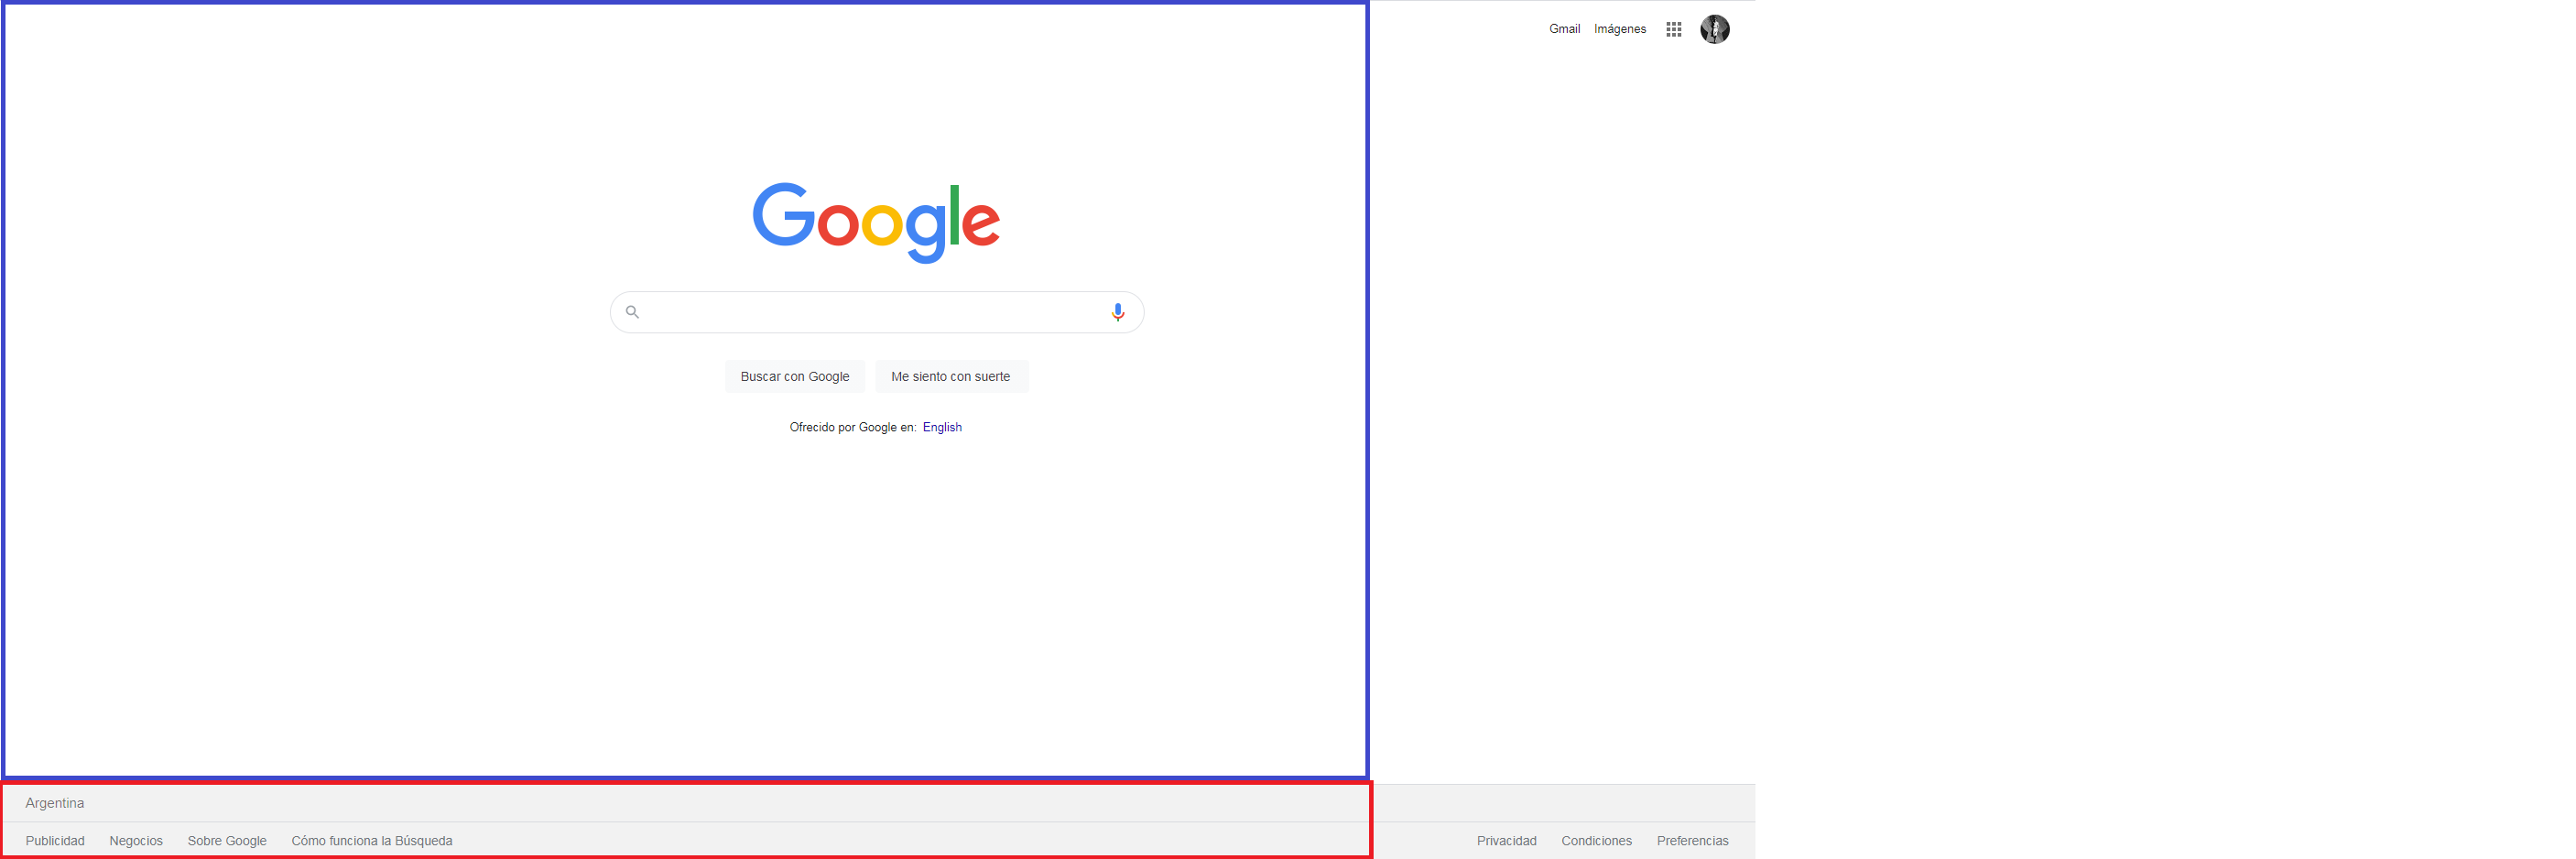 Gmail Imágenes
Google
Buscar con Google Me siento con suerte
Ofrecido por Google en: English
Argentina
Publicidad Negocios Sobre Google Cómo funciona la Búsqueda Privacidad Condiciones Preferencias